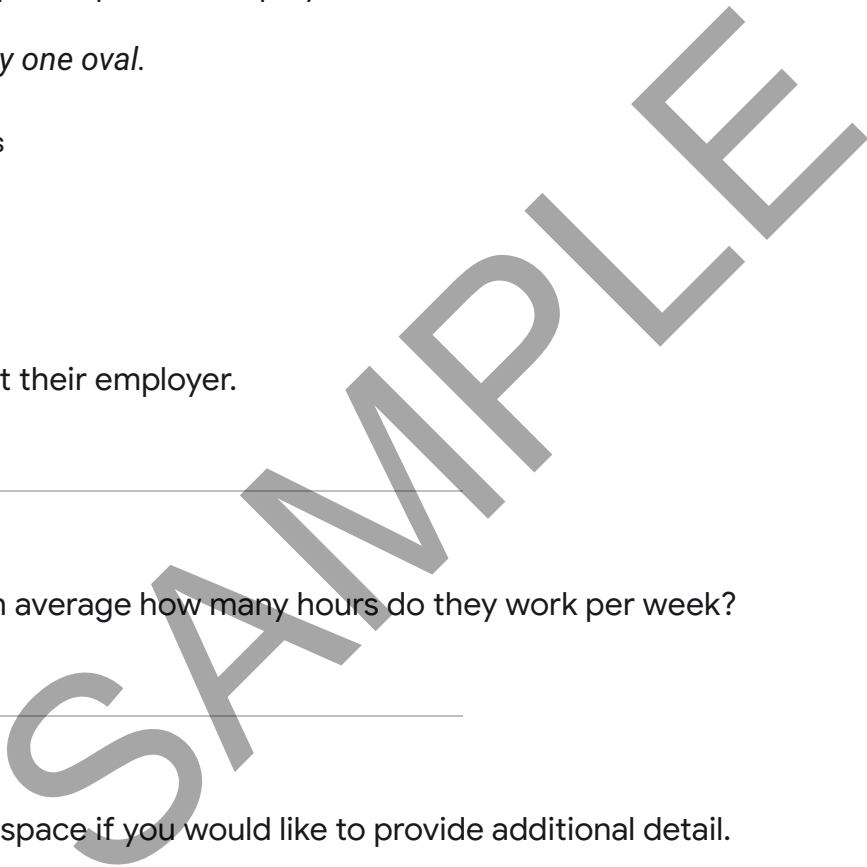 y one oval.
s
t their employer.
n average how many hours do they work per week?
space if you would like to provide additional detail.
SAMPLE